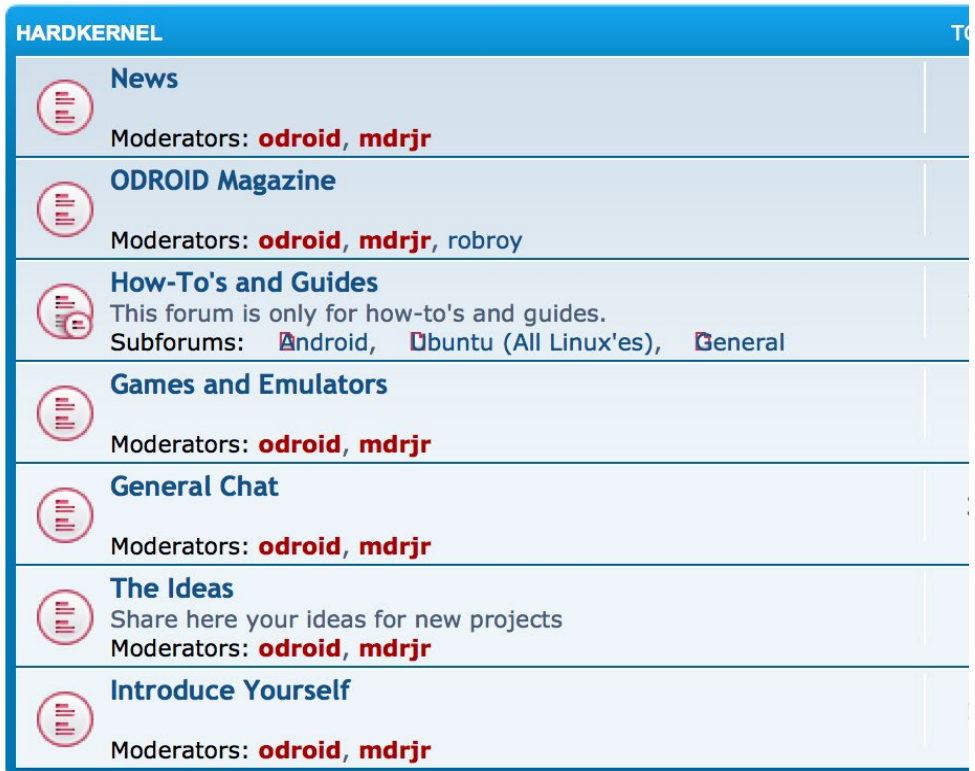 HARDKERNEL TO
News
Moderators: odroid, mdrjr
ODROID Magazine
Moderators: odroid, mdrjr, robroy
How-To's and Guides
This forum is only for how-to's and guides.
Subforums: Android, Ubuntu (All Linux'es), General
Games and Emulators
Moderators: odroid, mdrjr
General Chat
Moderators: odroid, mdrjr
The Ideas
Share here your ideas for new projects
Moderators: odroid, mdrjr
Introduce Yourself
Moderators: odroid, mdrjr